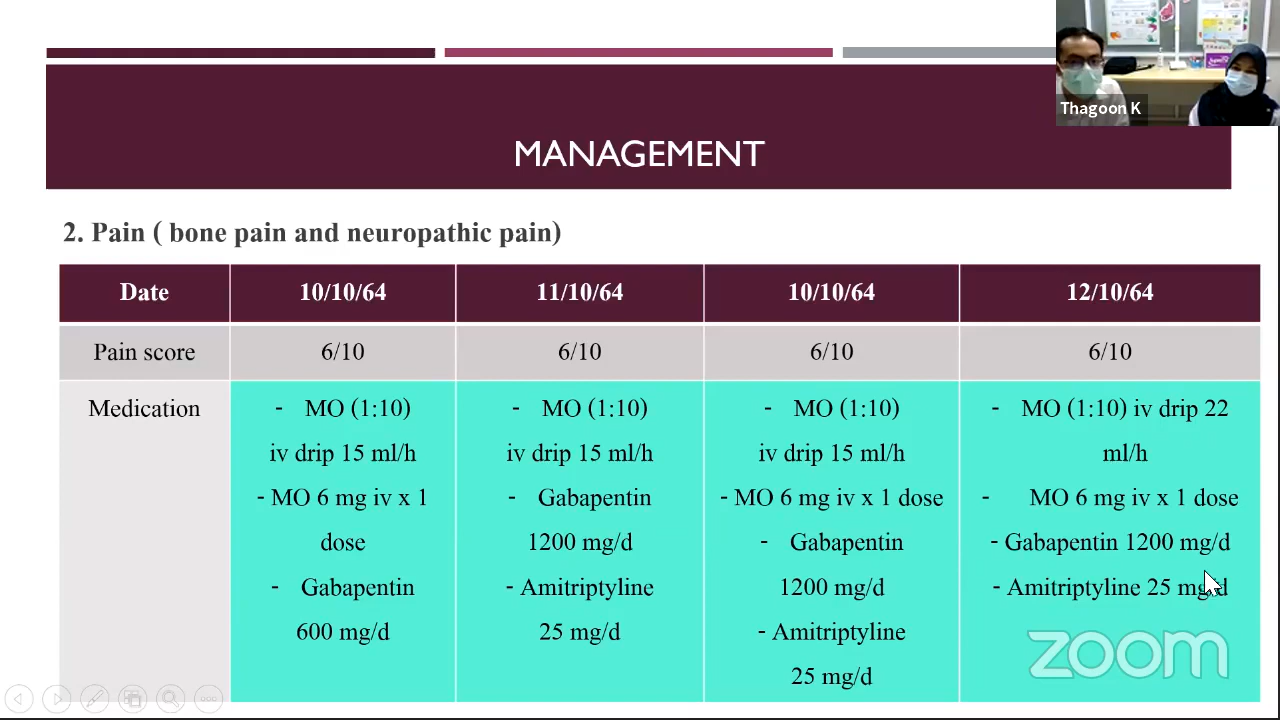 Thagoon K
MANAGEMENT
2. Pain ( bone pain and neuropathic pain)
Date
10/10/64
11/10/64
10/10/64
12/10/64
Pain score
6/10
6/10
6/10
6/10
Medication
- MO (1:10)
iv drip 15 ml/h
- MO 6 mg iv x 1
dose
- Gabapentin
600 mg/d
- MO (1:10)
iv drip 15 ml/h
- Gabapentin
1200 mg/d
- Amitriptyline
25 mg/d
- MO (1:10)
iv drip 15 ml/h
- MO 6 mg iv x 1 dose
- Gabapentin
1200 mg/d
- Amitriptyline
25 mg/d
- MO (1:10) iv drip 22
ml/h
- MO 6 mg iv x 1 dose
- Gabapentin 1200 mg/d
- Amitriptyline 25 mg/d
zoom